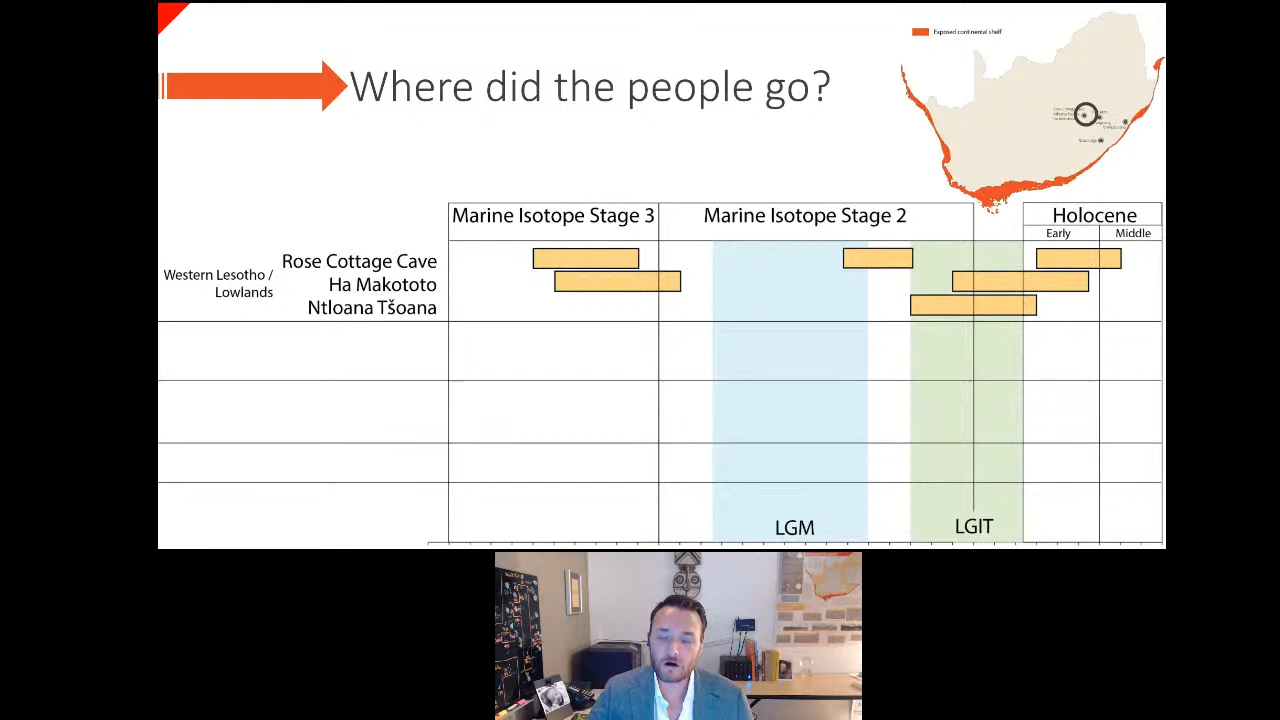 Exposed continental shelf
Where did the people go?
Marine Isotope Stage 3
Marine Isotope Stage 2
Holocene
Early
Middle
Western Lesotho /
Lowlands
Rose Cottage Cave
Ha Makototo
Ntloana Tšoana
LGM
LGIT